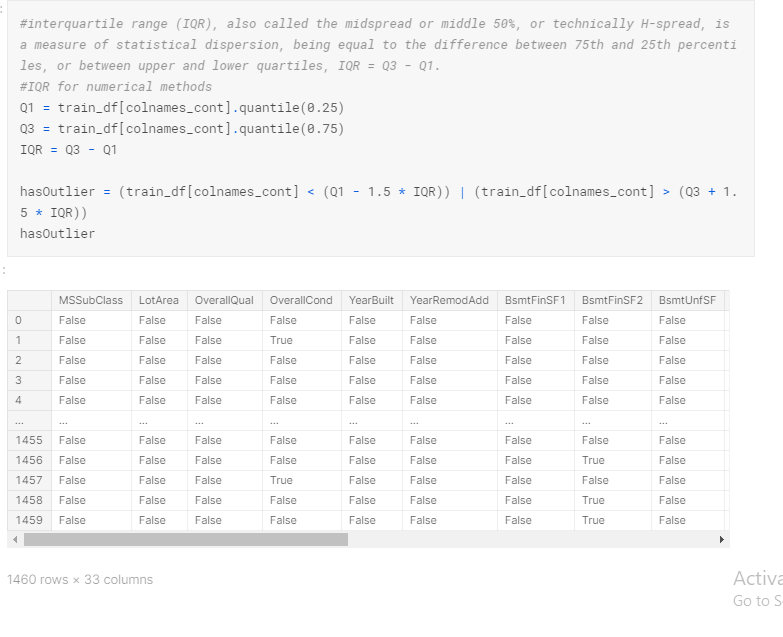 :
#interquartile range (IQR), also called the midspread or middle 50%, or technically H-spread, is
a measure of statistical dispersion, being equal to the difference between 75th and 25th percenti
les, or between upper and lower quartiles, IQR = Q3 - Q1.
#IQR for numerical methods
Q1 = train_df[colnames_cont].quantile(0.25)
Q3 = train_df[colnames_cont].quantile(0.75)
IQR = Q3 - Q1
hasOutlier = (train_df[colnames_cont] < (Q1 - 1.5 * IQR)) | (train_df[colnames_cont] > (Q3 + 1.
5 * IQR))
hasOutlier
:
MSSubClass LotArea OverallQual OverallCond YearBuilt YearRemodAdd BsmtFinSF1 BsmtFinSF2 BsmtUnfSF
0 False False False False False False False False False
1 False False False True False False False False False
2 False False False False False False False False False
3 False False False False False False False False False
4 False False False False False False False False False
... ... ... ... ... ... ... ... ... ...
1455 False False False False False False False False False
1456 False False False False False False False True False
1457 False False False True False False False False False
1458 False False False False False False False True False
1459 False False False False False False False True False
1460 rows × 33 columns
Activa
Go to S